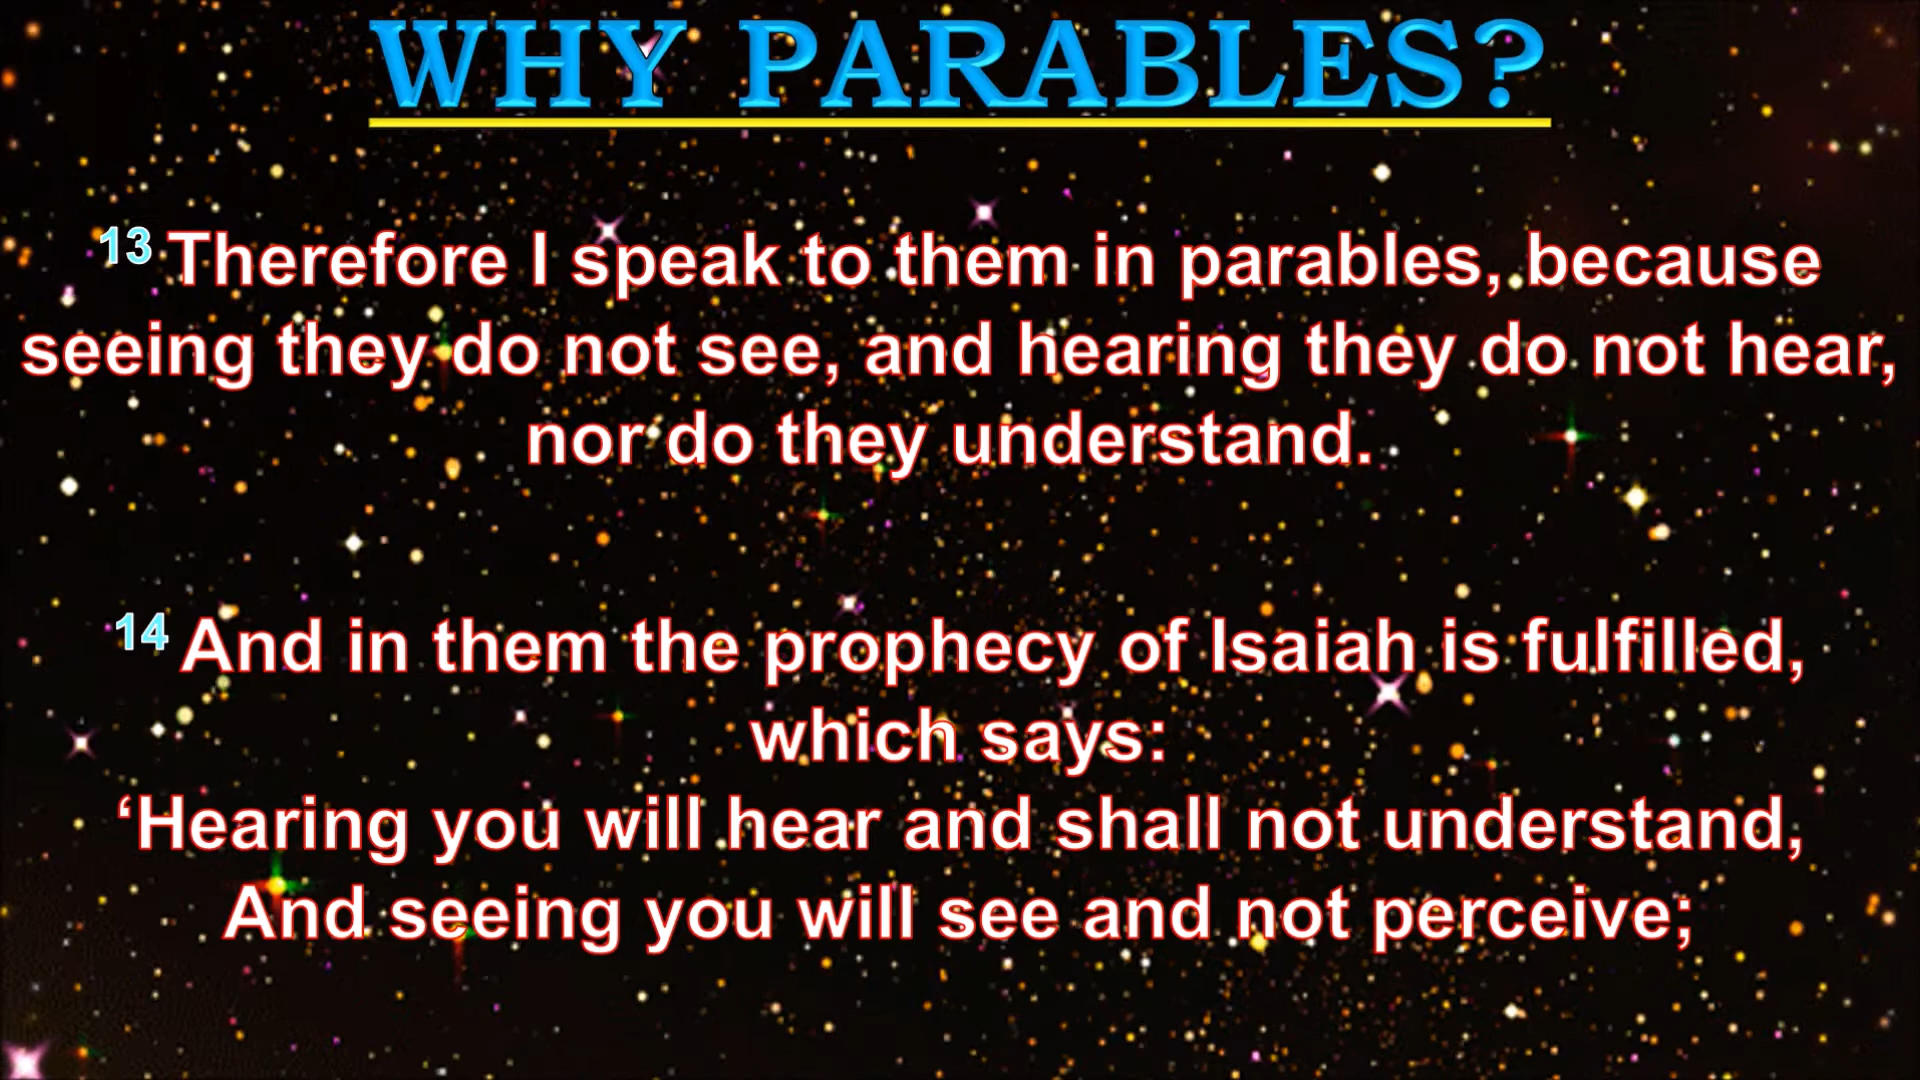 WHY PARABLES?
13 Therefore I speak to them in parables, because
seeing they do not see, and hearing they do not hear,
nor do they understand.
14 And in them the prophecy of Isaiah is fulfilled,
which says:
‘Hearing you will hear and shall not understand,
And seeing you will see and not perceive;